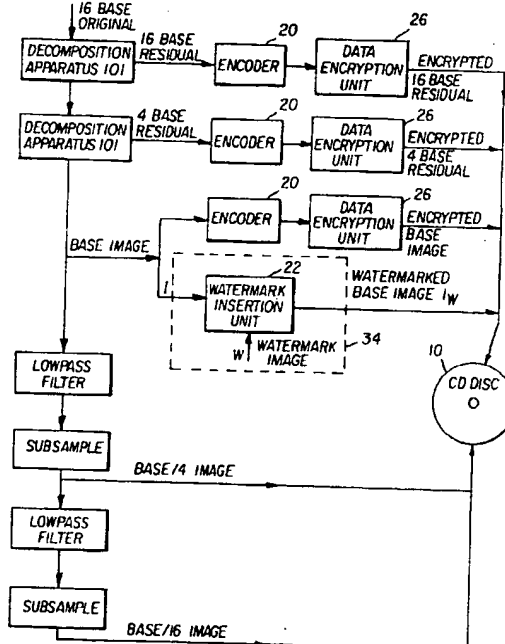 16 BASE
ORIGINAL
DECOMPOSITION
APPARATUS 101
16 BASE
RESIDUAL
20
ENCODER
26
DATA
ENCRYPTION
UNIT
ENCRYPTED
16 BASE
RESIDUAL
DECOMPOSITION
APPARATUS 101
4 BASE
RESIDUAL
20
ENCODER
26
DATA
ENCRYPTION
UNIT
ENCRYPTED
4 BASE
RESIDUAL
20
ENCODER
26
DATA
ENCRYPTION
UNIT
ENCRYPTED
BASE
IMAGE
BASE IMAGE
I
22
WATERMARK
INSERTION
UNIT
WATERMARKED
BASE IMAGE IW
W
WATERMARK
IMAGE
34
10
CD DISC
LOWPASS
FILTER
SUBSAMPLE
BASE/4 IMAGE
LOWPASS
FILTER
SUBSAMPLE
BASE/16 IMAGE